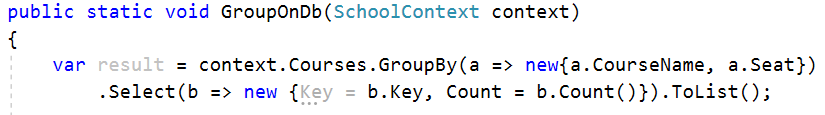 public static void GroupOnDb(SchoolContext context)
{
var result = context.Courses.GroupBy(a => new{a.CourseName, a.Seat})
.Select(b => new {Key = b.Key, Count = b.Count()}).ToList();